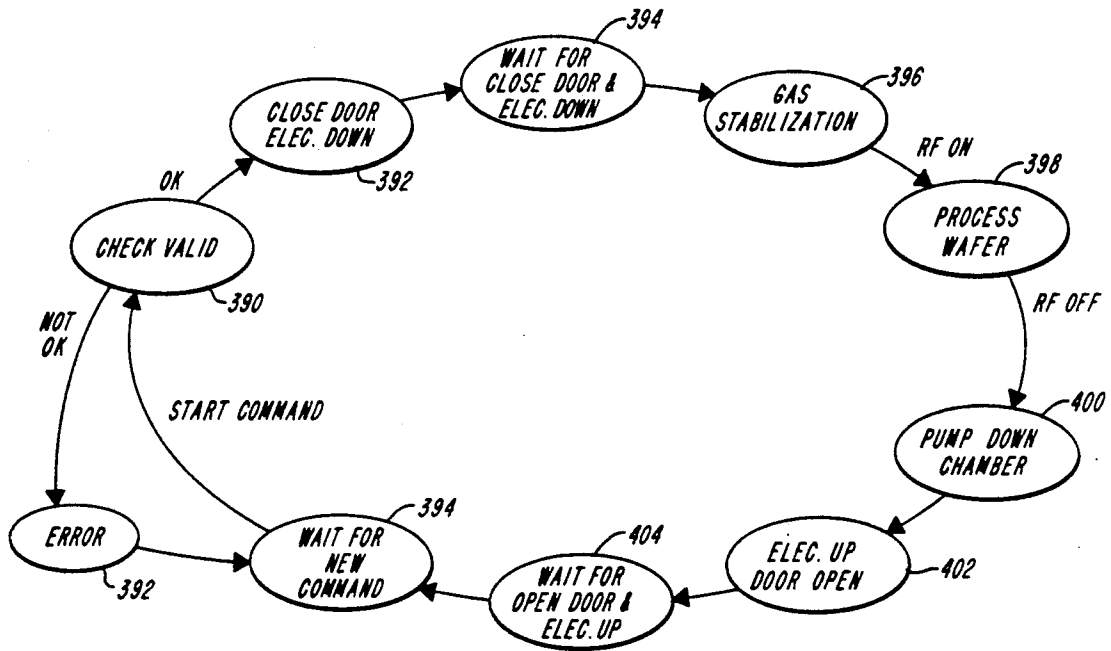 394
WAIT FOR
CLOSE DOOR &
ELEC. DOWN
396
GAS
STABILIZATION
CLOSE DOOR
ELEC. DOWN
392
RF ON
398
PROCESS
WAFER
OK
CHECK VALID
390
RF OFF
NOT
OK
START COMMAND
400
PUMP DOWN
CHAMBER
394
WAIT FOR
NEW
COMMAND
404
WAIT FOR
OPEN DOOR &
ELEC. UP
ELEC. UP
DOOR OPEN
402
ERROR
392